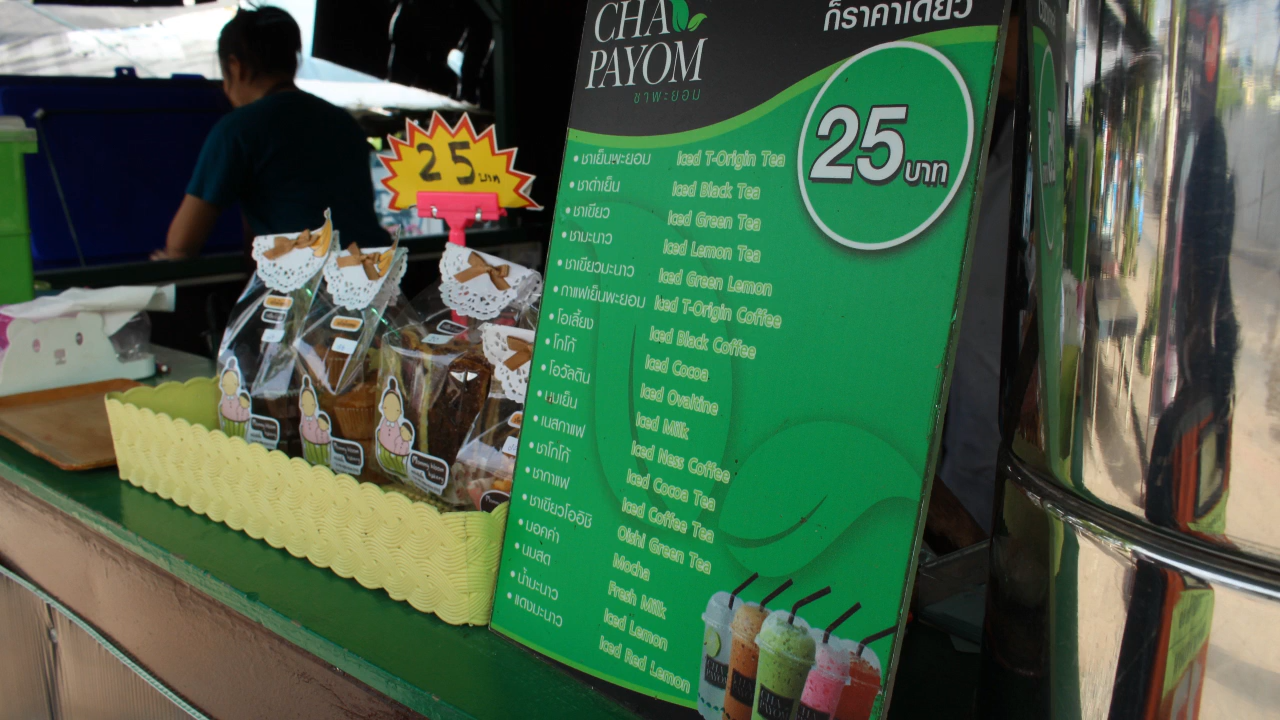 CHA
PAYOM
ชาพะยอม
ก็ราคาเดียว
25 บาท
25 บาท
ชาเย็นพะยอม Iced T-Origin Tea
ชาดำเย็น Iced Black Tea
ชาเขียว Iced Green Tea
ชามะนาว Iced Lemon Tea
ชาเขียวมะนาว Iced Green Lemon
กาแฟเย็นพะยอม Iced T-Origin Coffee
โอเลี้ยง Iced Black Coffee
โกโก้ Iced Cocoa
โอวัลติน Iced Ovaltine
นมเย็น Iced Milk
เนสกาแฟ Iced Ness Coffee
ชาโกโก้ Iced Cocoa Tea
ชากาแฟ Iced Coffee Tea
ชาเขียวโออิชิ Oishi Green Tea
มอคค่า Mocha
นมสด Fresh Milk
น้ำมะนาว Iced Lemon
แดงมะนาว Iced Red Lemon
CHA
PAYOM